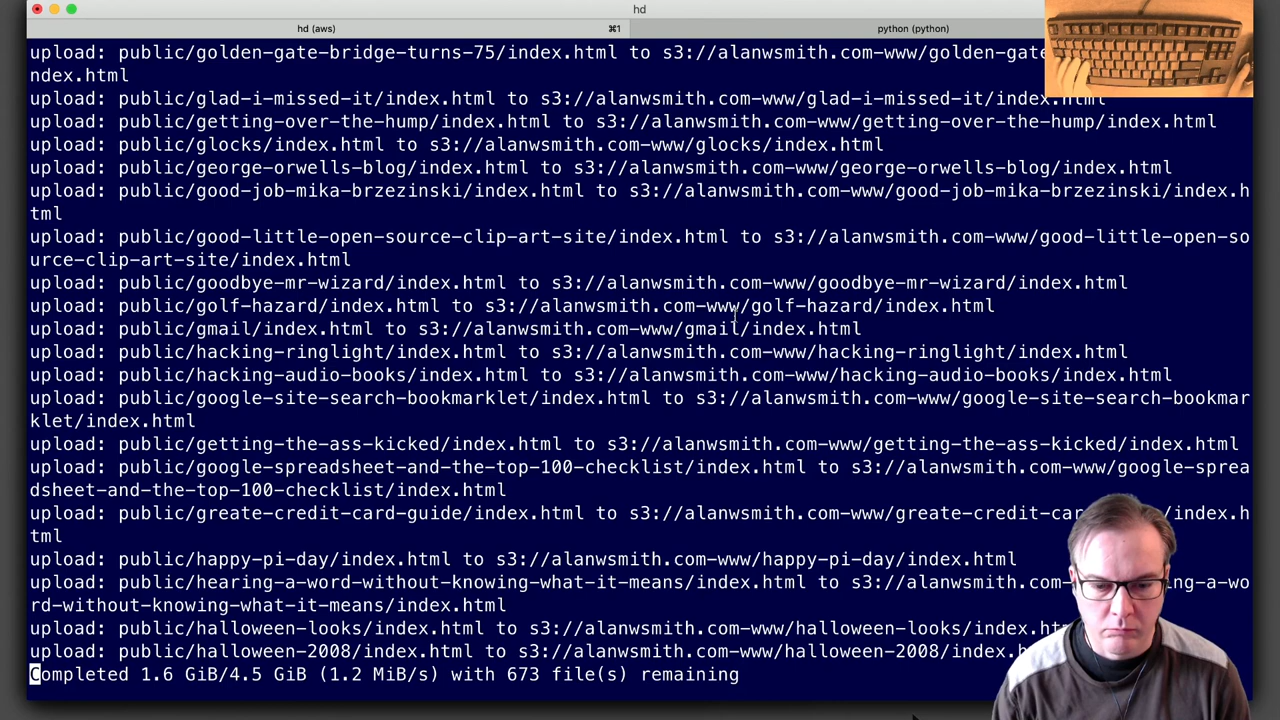 hd
hd (aws)
⌘1
python (python)
upload: public/golden-gate-bridge-turns-75/index.html to s3://alanwsmith.com-www/golden-gate
ndex.html
upload: public/glad-i-missed-it/index.html to s3://alanwsmith.com-www/glad-i-missed-it/index.html
upload: public/getting-over-the-hump/index.html to s3://alanwsmith.com-www/getting-over-the-hump/index.html
upload: public/glocks/index.html to s3://alanwsmith.com-www/glocks/index.html
upload: public/george-orwells-blog/index.html to s3://alanwsmith.com-www/george-orwells-blog/index.html
upload: public/good-job-mika-brzezinski/index.html to s3://alanwsmith.com-www/good-job-mika-brzezinski/index.h
tml
upload: public/good-little-open-source-clip-art-site/index.html to s3://alanwsmith.com-www/good-little-open-so
urce-clip-art-site/index.html
upload: public/goodbye-mr-wizard/index.html to s3://alanwsmith.com-www/goodbye-mr-wizard/index.html
upload: public/golf-hazard/index.html to s3://alanwsmith.com-www/golf-hazard/index.html
upload: public/gmail/index.html to s3://alanwsmith.com-www/gmail/index.html
upload: public/hacking-ringlight/index.html to s3://alanwsmith.com-www/hacking-ringlight/index.html
upload: public/hacking-audio-books/index.html to s3://alanwsmith.com-www/hacking-audio-books/index.html
upload: public/google-site-search-bookmarklet/index.html to s3://alanwsmith.com-www/google-site-search-bookmar
klet/index.html
upload: public/getting-the-ass-kicked/index.html to s3://alanwsmith.com-www/getting-the-ass-kicked/index.html
upload: public/google-spreadsheet-and-the-top-100-checklist/index.html to s3://alanwsmith.com-www/google-sprea
dsheet-and-the-top-100-checklist/index.html
upload: public/greate-credit-card-guide/index.html to s3://alanwsmith.com-www/greate-credit-car index.h
tml
upload: public/happy-pi-day/index.html to s3://alanwsmith.com-www/happy-pi-day/index.html
upload: public/hearing-a-word-without-knowing-what-it-means/index.html to s3://alanwsmith.com- ng-a-wo
rd-without-knowing-what-it-means/index.html
upload: public/halloween-looks/index.html to s3://alanwsmith.com-www/halloween-looks/index.ht
upload: public/halloween-2008/index.html to s3://alanwsmith.com-www/halloween-2008/index.h
Completed 1.6 GiB/4.5 GiB (1.2 MiB/s) with 673 file(s) remaining